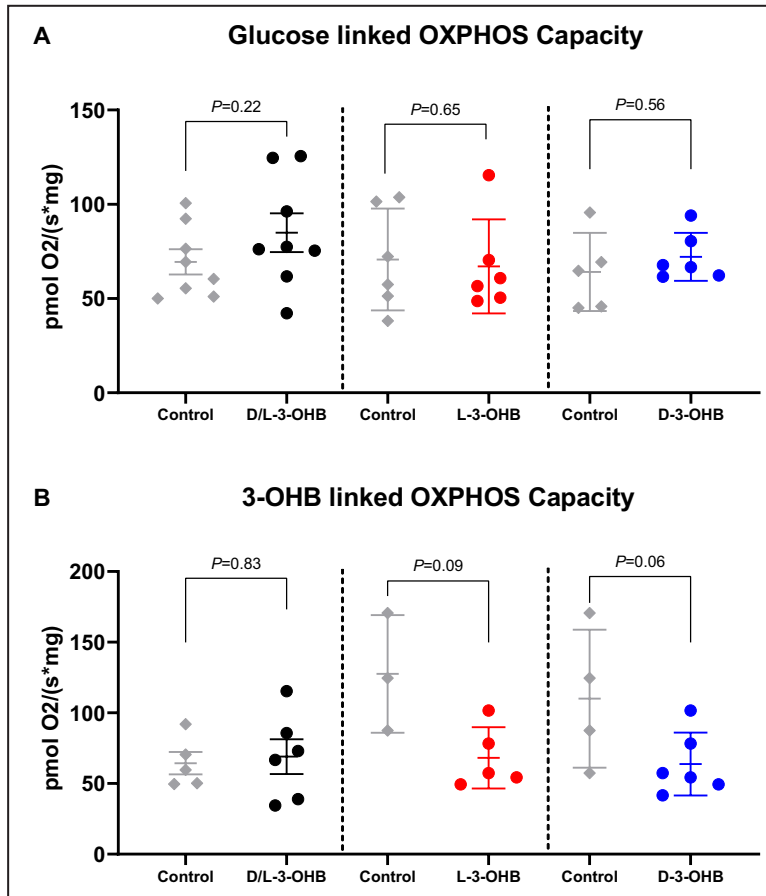 A
Glucose linked OXPHOS Capacity
P=0.22
P=0.65
P=0.56
150
100
50
0
pmol O2/(s*mg)
Control
D/L-3-OHB
Control
L-3-OHB
Control
D-3-OHB
B
3-OHB linked OXPHOS Capacity
P=0.83
P=0.09
P=0.06
200
150
100
50
0
pmol O2/(s*mg)
Control
D/L-3-OHB
Control
L-3-OHB
Control
D-3-OHB